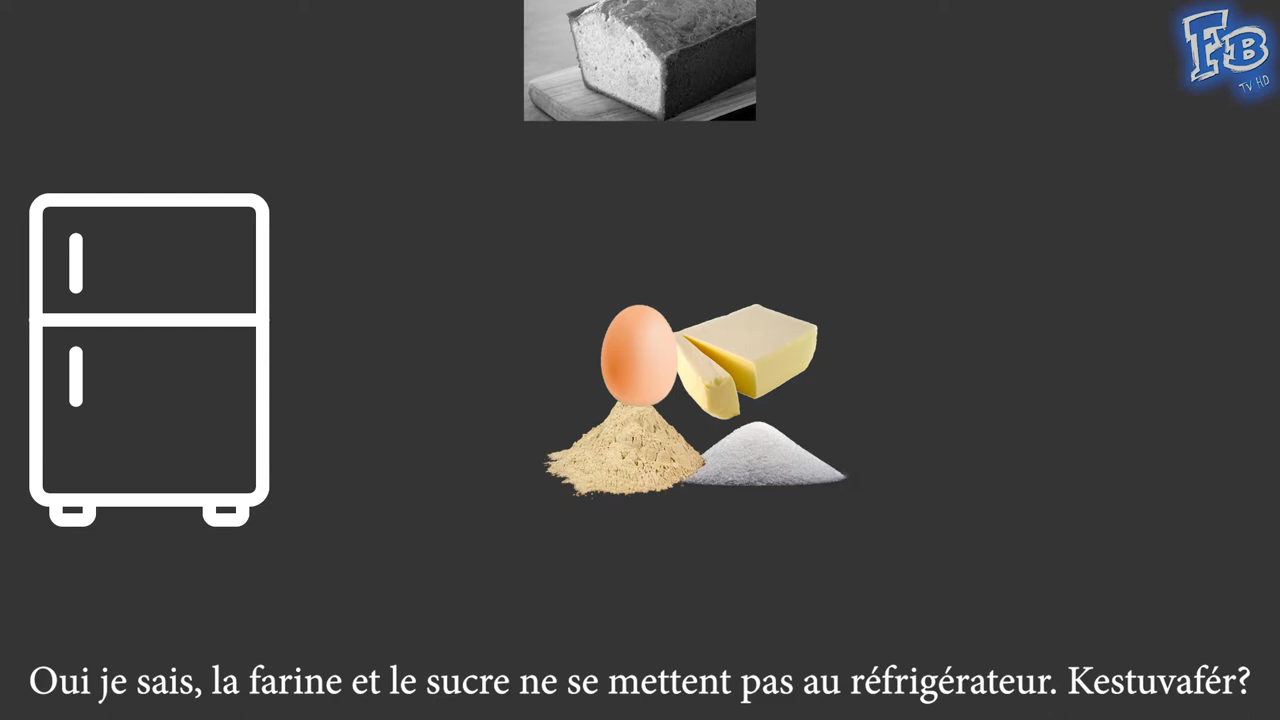 FB
TV HD
Oui je sais, la farine et le sucre ne se mettent pas au réfrigérateur. Kestuvafér?